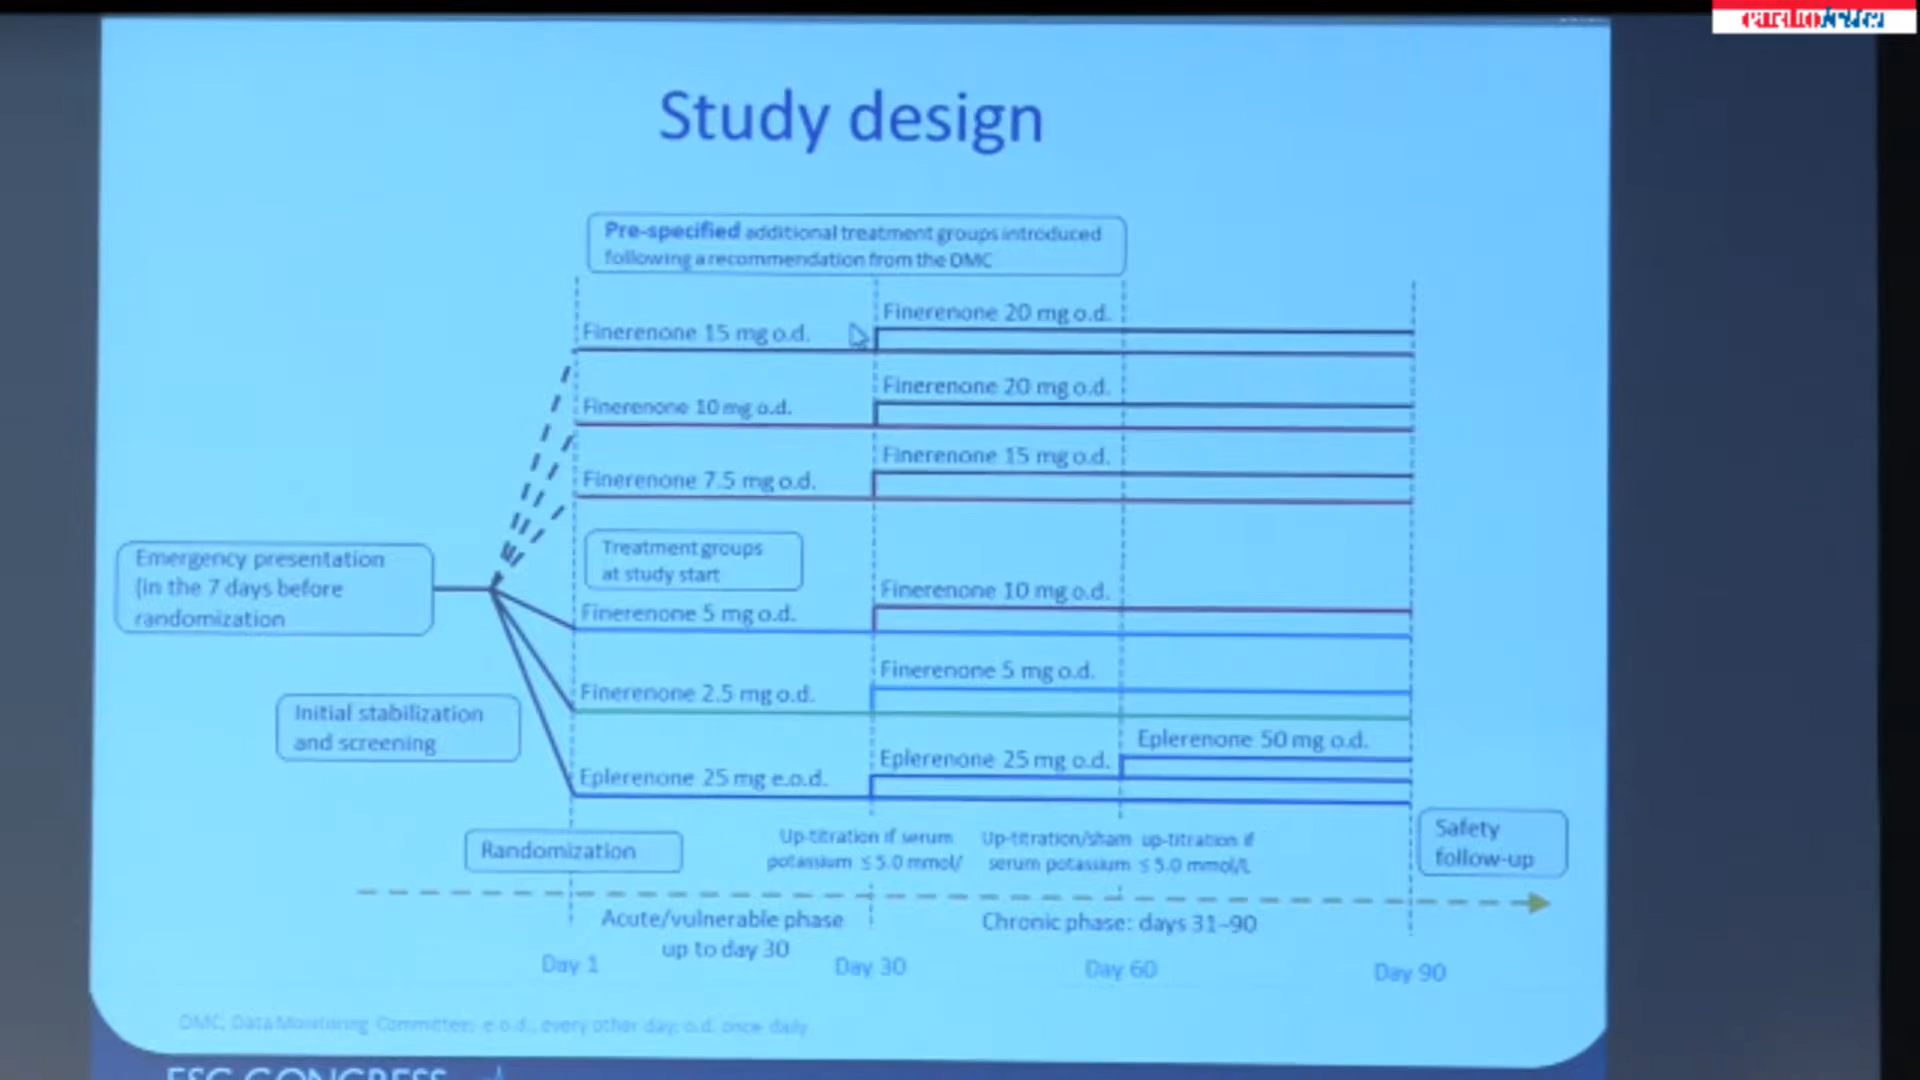 Study design
Pre-specified additional treatment groups introduced
following a recommendation from the DMC
Finerenone 15 mg o.d.
Finerenone 20 mg o.d.
Finerenone 10 mg o.d.
Finerenone 20 mg o.d.
Finerenone 7.5 mg o.d.
Finerenone 15 mg o.d.
Emergency presentation
(in the 7 days before
randomization
Treatment groups
at study start
Finerenone 5 mg o.d.
Finerenone 10 mg o.d.
Initial stabilization
and screening
Finerenone 2.5 mg o.d.
Finerenone 5 mg o.d.
Eplerenone 25 mg e.o.d.
Eplerenone 25 mg o.d.
Eplerenone 50 mg o.d.
Randomization
Up-titration if serum
potassium ≤ 5.0 mmol/
Up-titration/sham up-titration if
serum potassium ≤ 5.0 mmol/L
Safety
follow-up
Acute/vulnerable phase
up to day 30
Chronic phase: days 31–90
Day 1
Day 30
Day 60
Day 90
DMC, Data Monitoring Committee; e.o.d., every other day; o.d. once daily
ESC CONGRESS